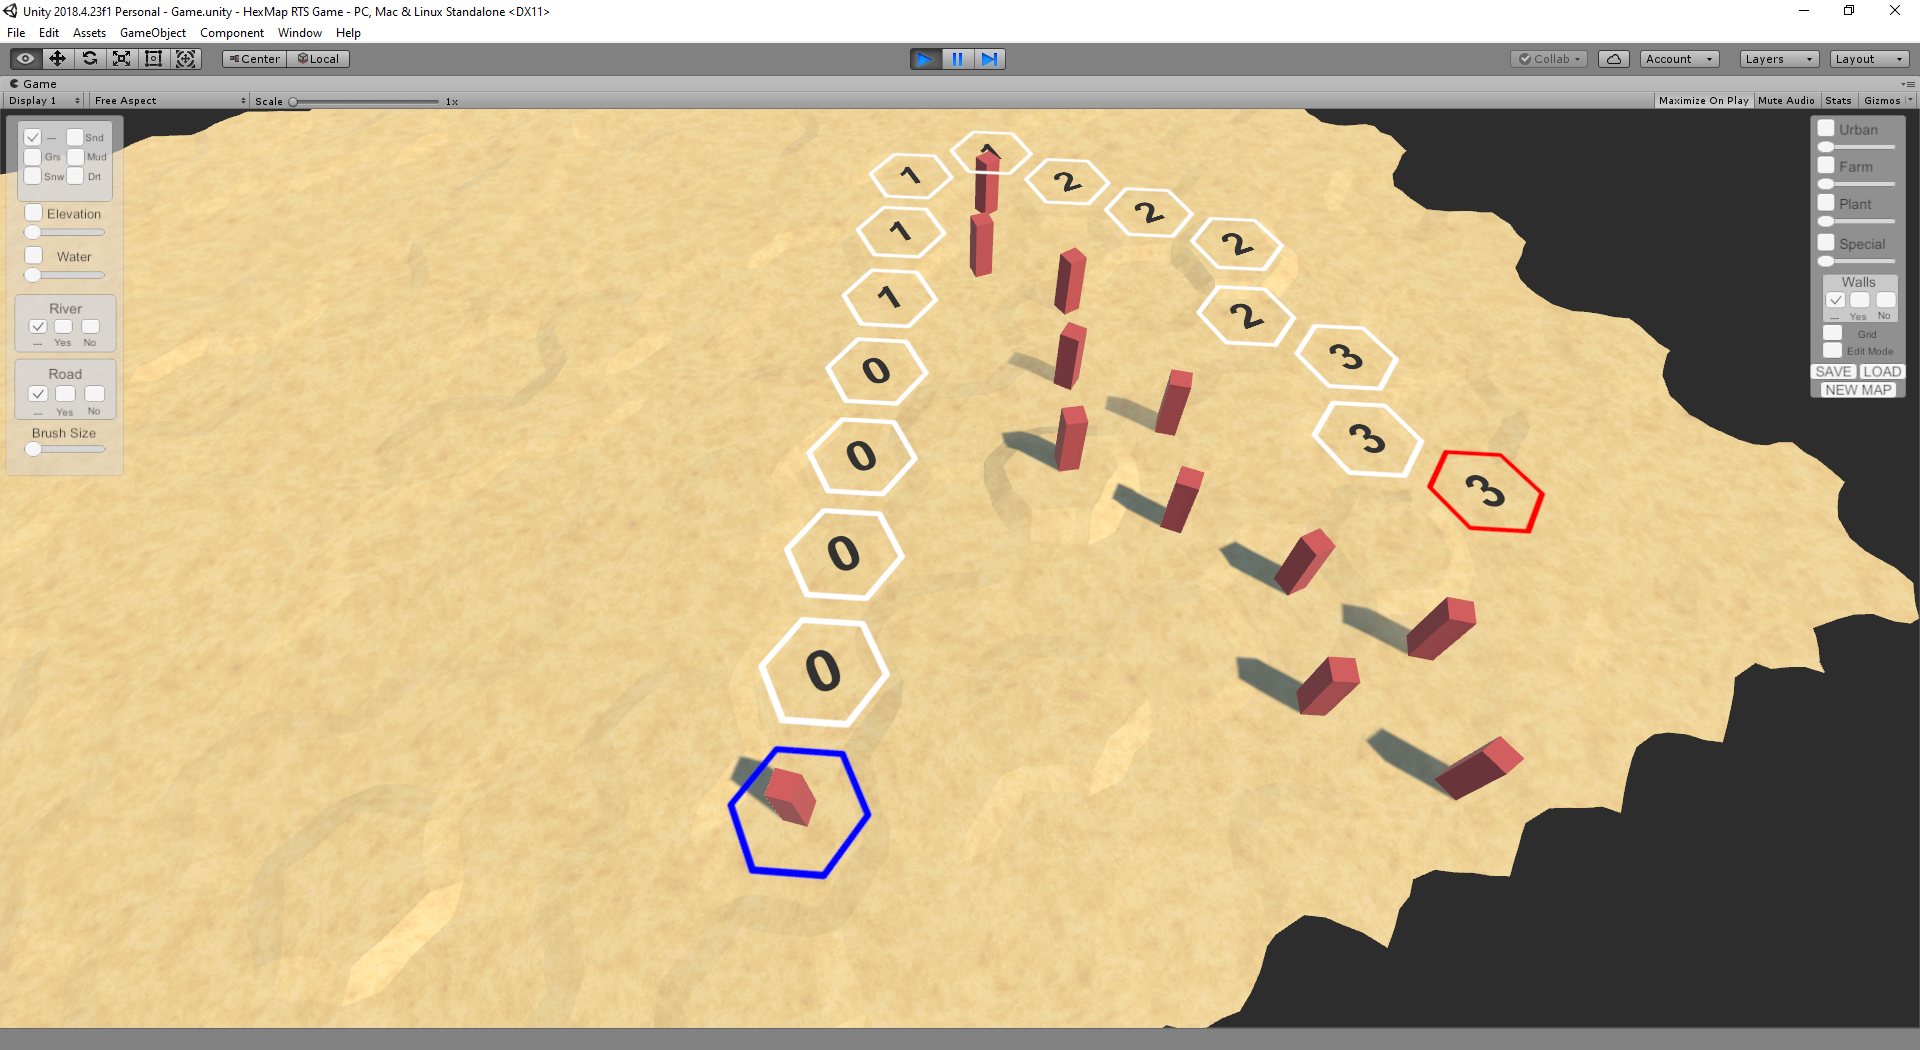 Unity 2018.4.23f1 Personal - Game.unity - HexMap RTS Game - PC, Mac & Linux Standalone <DX11>
File Edit Assets GameObject Component Window Help
Center Local Collab Account Layers Layout
Game
Display 1 Free Aspect Scale 1x Maximize On Play Mute Audio Stats Gizmos
— Snd
Grs Mud
Snw Drt
Elevation
Water
River
— Yes No
Road
— Yes No
Brush Size
1
1 2
1 2
2
1
2
0 3
0 3
3
0
0
Urban
Farm
Plant
Special
Walls
— Yes No
Grid
Edit Mode
SAVE LOAD
NEW MAP